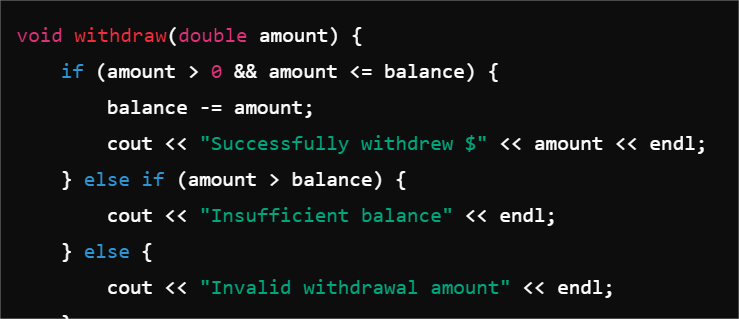 void withdraw(double amount) {
    if (amount > 0 && amount <= balance) {
        balance -= amount;
        cout << "Successfully withdrew $" << amount << endl;
    } else if (amount > balance) {
        cout << "Insufficient balance" << endl;
    } else {
        cout << "Invalid withdrawal amount" << endl;
    }